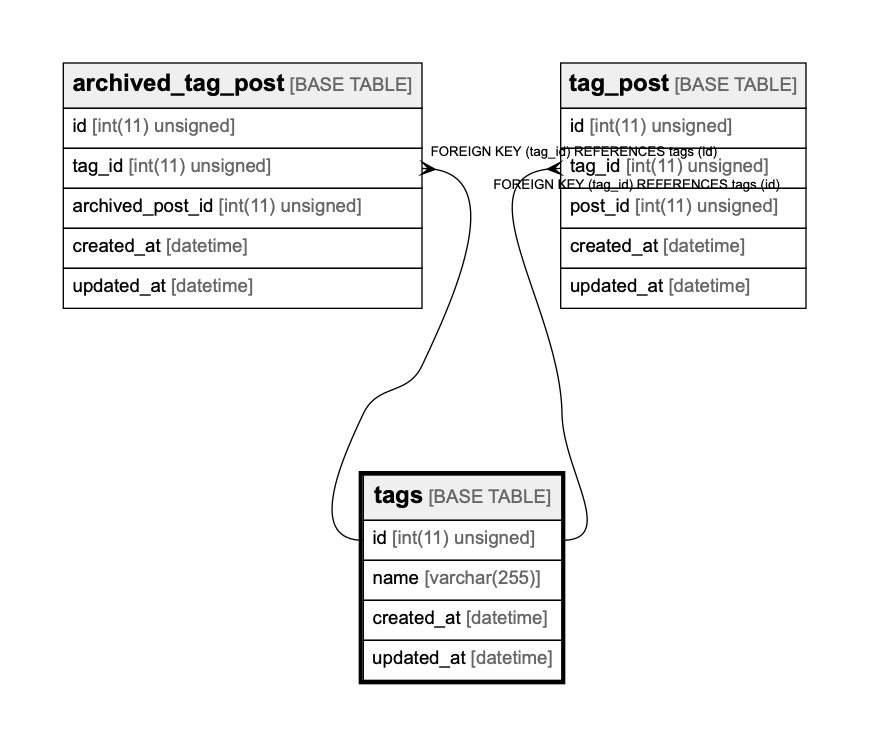 archived_tag_post [BASE TABLE]
id [int(11) unsigned]
tag_id [int(11) unsigned]
archived_post_id [int(11) unsigned]
created_at [datetime]
updated_at [datetime]
FOREIGN KEY (tag_id) REFERENCES tags (id)
tag_post [BASE TABLE]
id [int(11) unsigned]
tag_id [int(11) unsigned]
post_id [int(11) unsigned]
created_at [datetime]
updated_at [datetime]
FOREIGN KEY (tag_id) REFERENCES tags (id)
tags [BASE TABLE]
id [int(11) unsigned]
name [varchar(255)]
created_at [datetime]
updated_at [datetime]